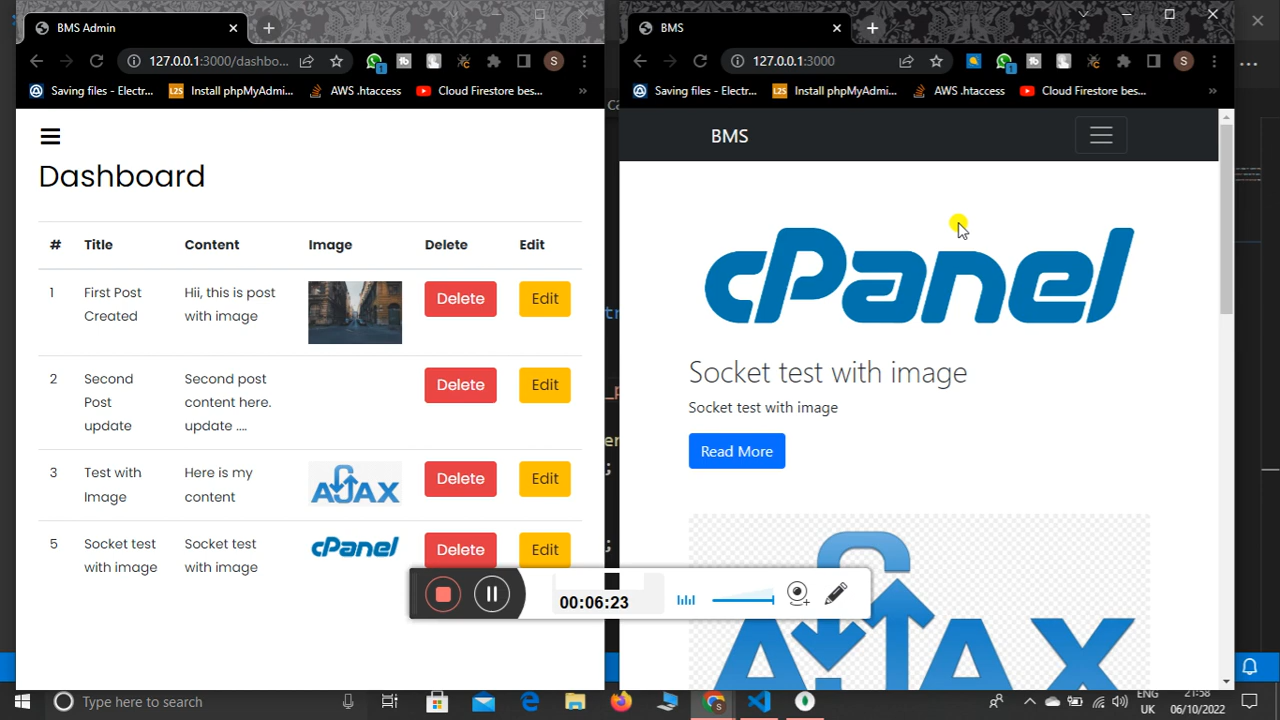 BMS Admin
127.0.0.1:3000/dashbo...
Saving files - Electr...
Install phpMyAdmin...
AWS .htaccess
Cloud Firestore bes...
»
Dashboard
# Title Content Image Delete Edit
1 First Post Created Hii, this is post with image Delete Edit
2 Second Post update Second post content here. update .... Delete Edit
3 Test with Image Here is my content AJAX Delete Edit
5 Socket test with image Socket test with image cPanel Delete Edit
BMS
127.0.0.1:3000
Saving files - Electr...
Install phpMyAdmin...
AWS .htaccess
Cloud Firestore bes...
»
BMS
cPanel
Socket test with image
Socket test with image
Read More
AJAX
00:06:23
Type here to search
ENG
UK
21:58
06/10/2022